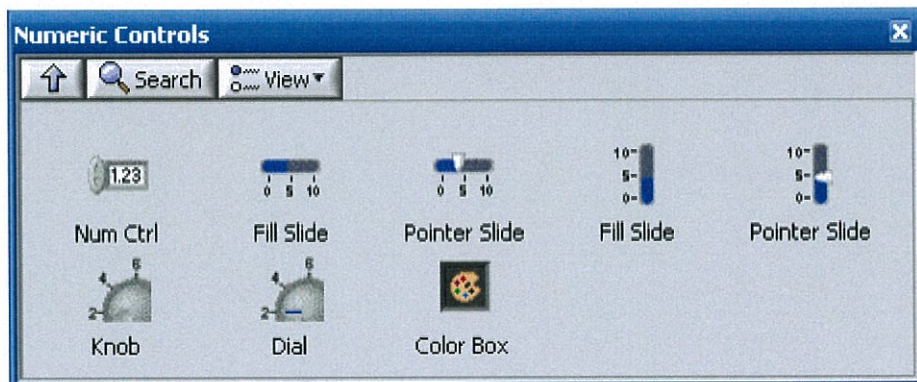 Numeric Controls
Search View
1.23
0 5 10
0 5 10
10
5
0
10
5
0
Num Ctrl Fill Slide Pointer Slide Fill Slide Pointer Slide
2 4 6
2 4 6
Knob Dial Color Box